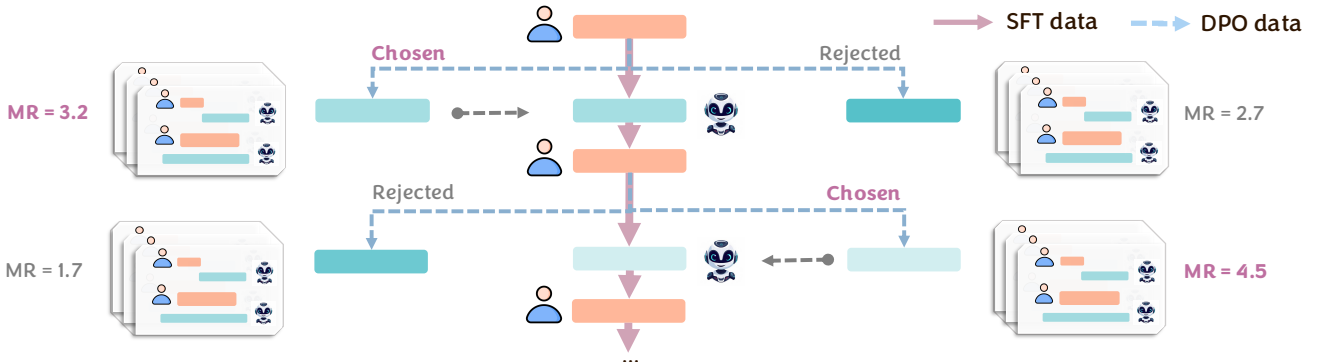 SFT data
DPO data
Chosen
Rejected
MR = 3.2
MR = 2.7
Rejected
Chosen
MR = 1.7
MR = 4.5
...